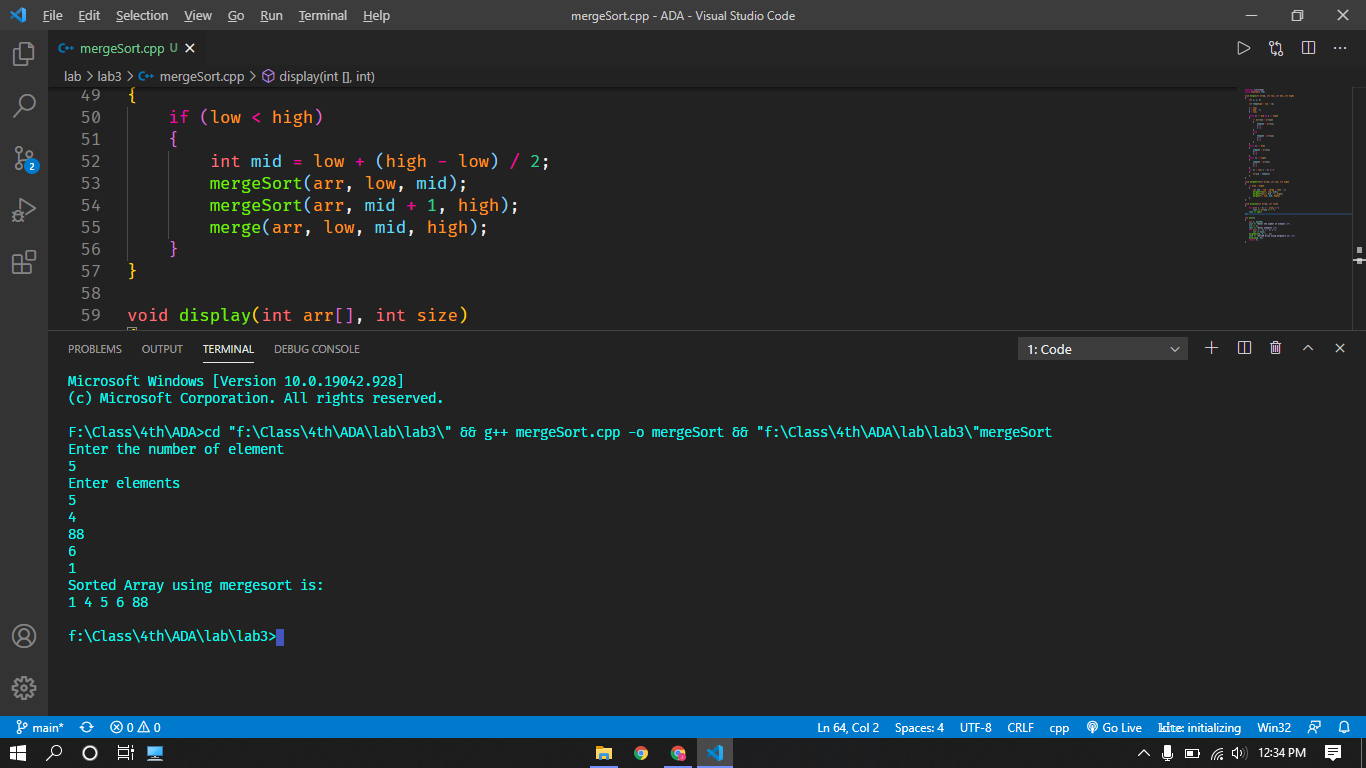 File Edit Selection View Go Run Terminal Help mergeSort.cpp - ADA - Visual Studio Code
mergeSort.cpp U
lab > lab3 > mergeSort.cpp > display(int [], int)
49 {
50 if (low < high)
51 {
52 int mid = low + (high - low) / 2;
53 mergeSort(arr, low, mid);
54 mergeSort(arr, mid + 1, high);
55 merge(arr, low, mid, high);
56 }
57 }
58
59 void display(int arr[], int size)
2
PROBLEMS OUTPUT TERMINAL DEBUG CONSOLE 1: Code
Microsoft Windows [Version 10.0.19042.928]
(c) Microsoft Corporation. All rights reserved.
F:\Class\4th\ADA>cd "f:\Class\4th\ADA\lab\lab3\" && g++ mergeSort.cpp -o mergeSort && "f:\Class\4th\ADA\lab\lab3\"mergeSort
Enter the number of element
5
Enter elements
5
4
88
6
1
Sorted Array using mergesort is:
1 4 5 6 88
f:\Class\4th\ADA\lab\lab3>
main* 0 0 Ln 64, Col 2 Spaces: 4 UTF-8 CRLF cpp Go Live kite: initializing Win32
12:34 PM